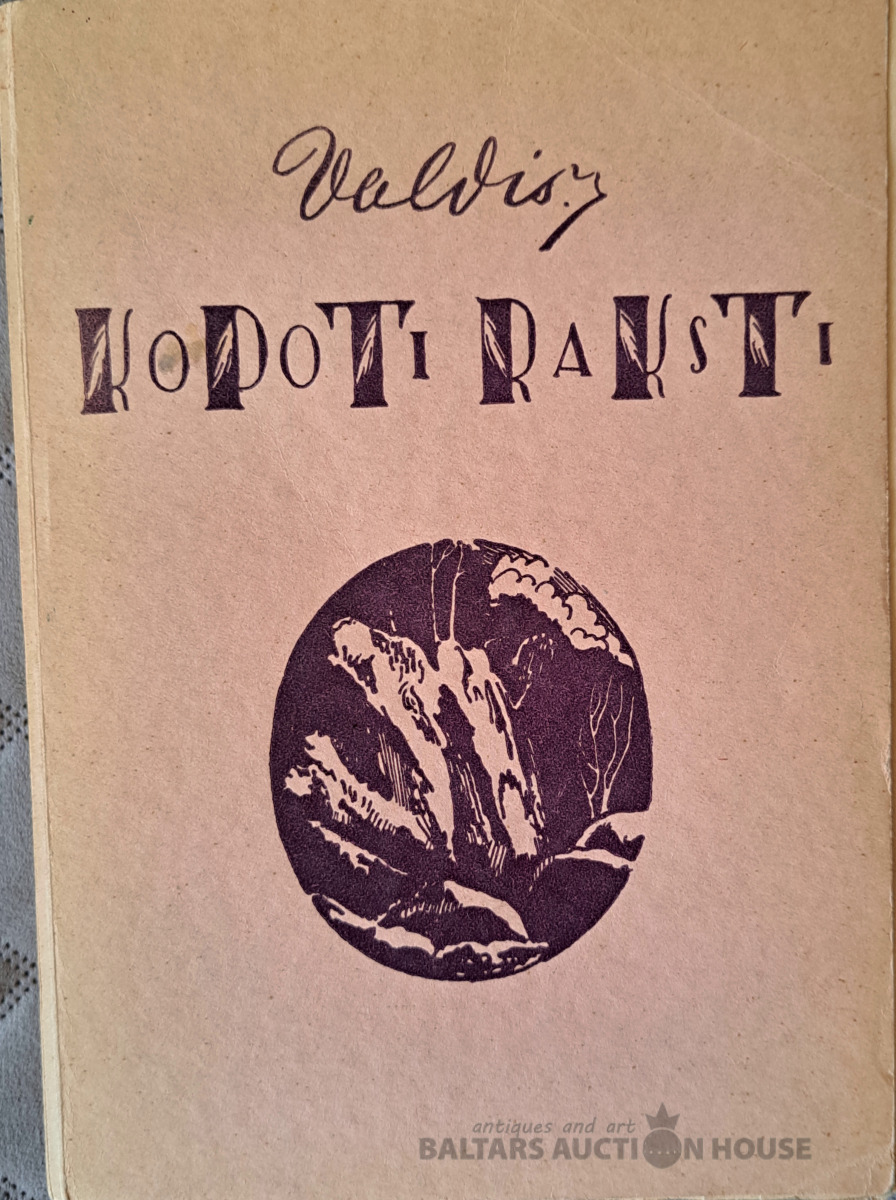 Valdis.
KOPOTI RAKSTI
antiques and art
BALTARS AUCTION HOUSE